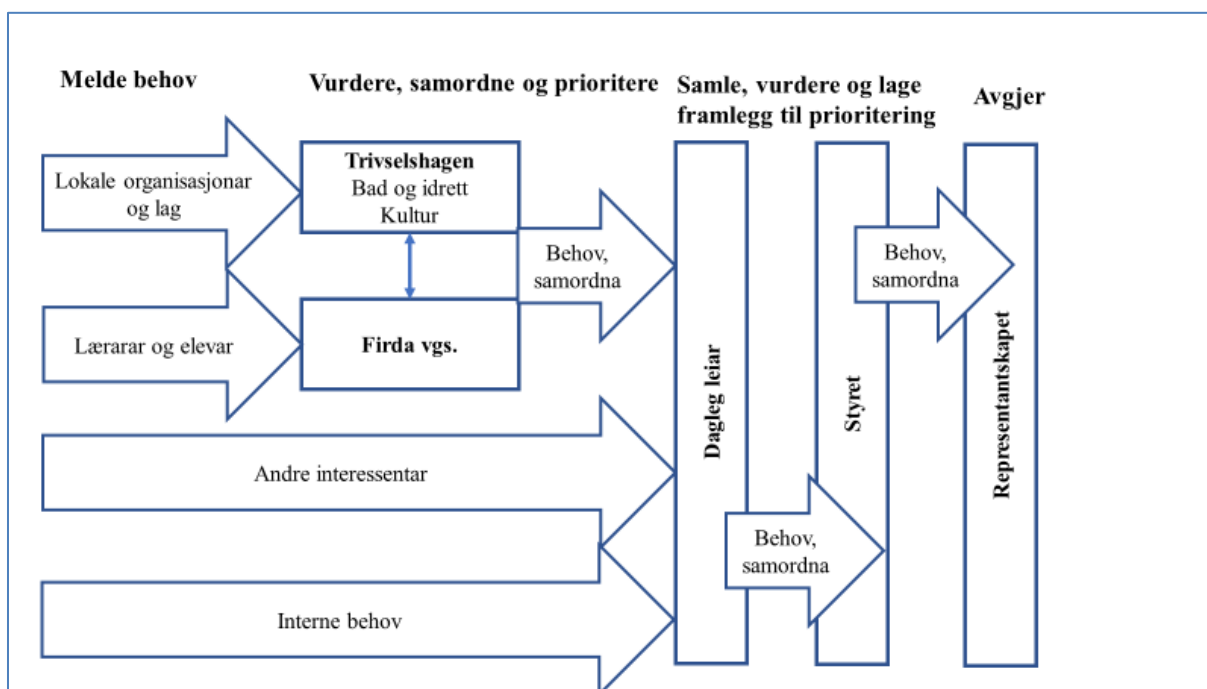 Melde behov
Vurdere, samordne og prioritere
Samle, vurdere og lage
framlegg til prioritering
Avgjer
Lokale organisasjonar
og lag
Trivselshagen
Bad og idrett
Kultur
Behov,
samordna
Behov,
samordna
Lærarar og elevar
Firda vgs.
Andre interessentar
Interne behov
Dagleg leiar
Behov,
samordna
Styret
Representantskapet